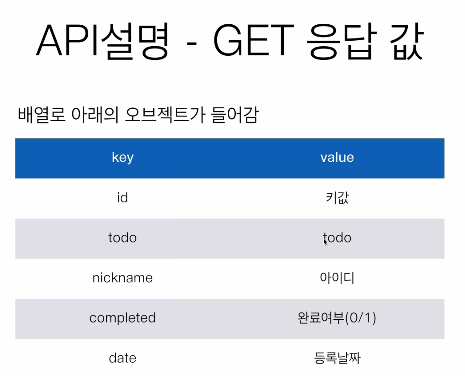 API설명 - GET 응답 값
배열로 아래의 오브젝트가 들어감
key value
id 키값
todo todo
nickname 아이디
completed 완료여부(0/1)
date 등록날짜